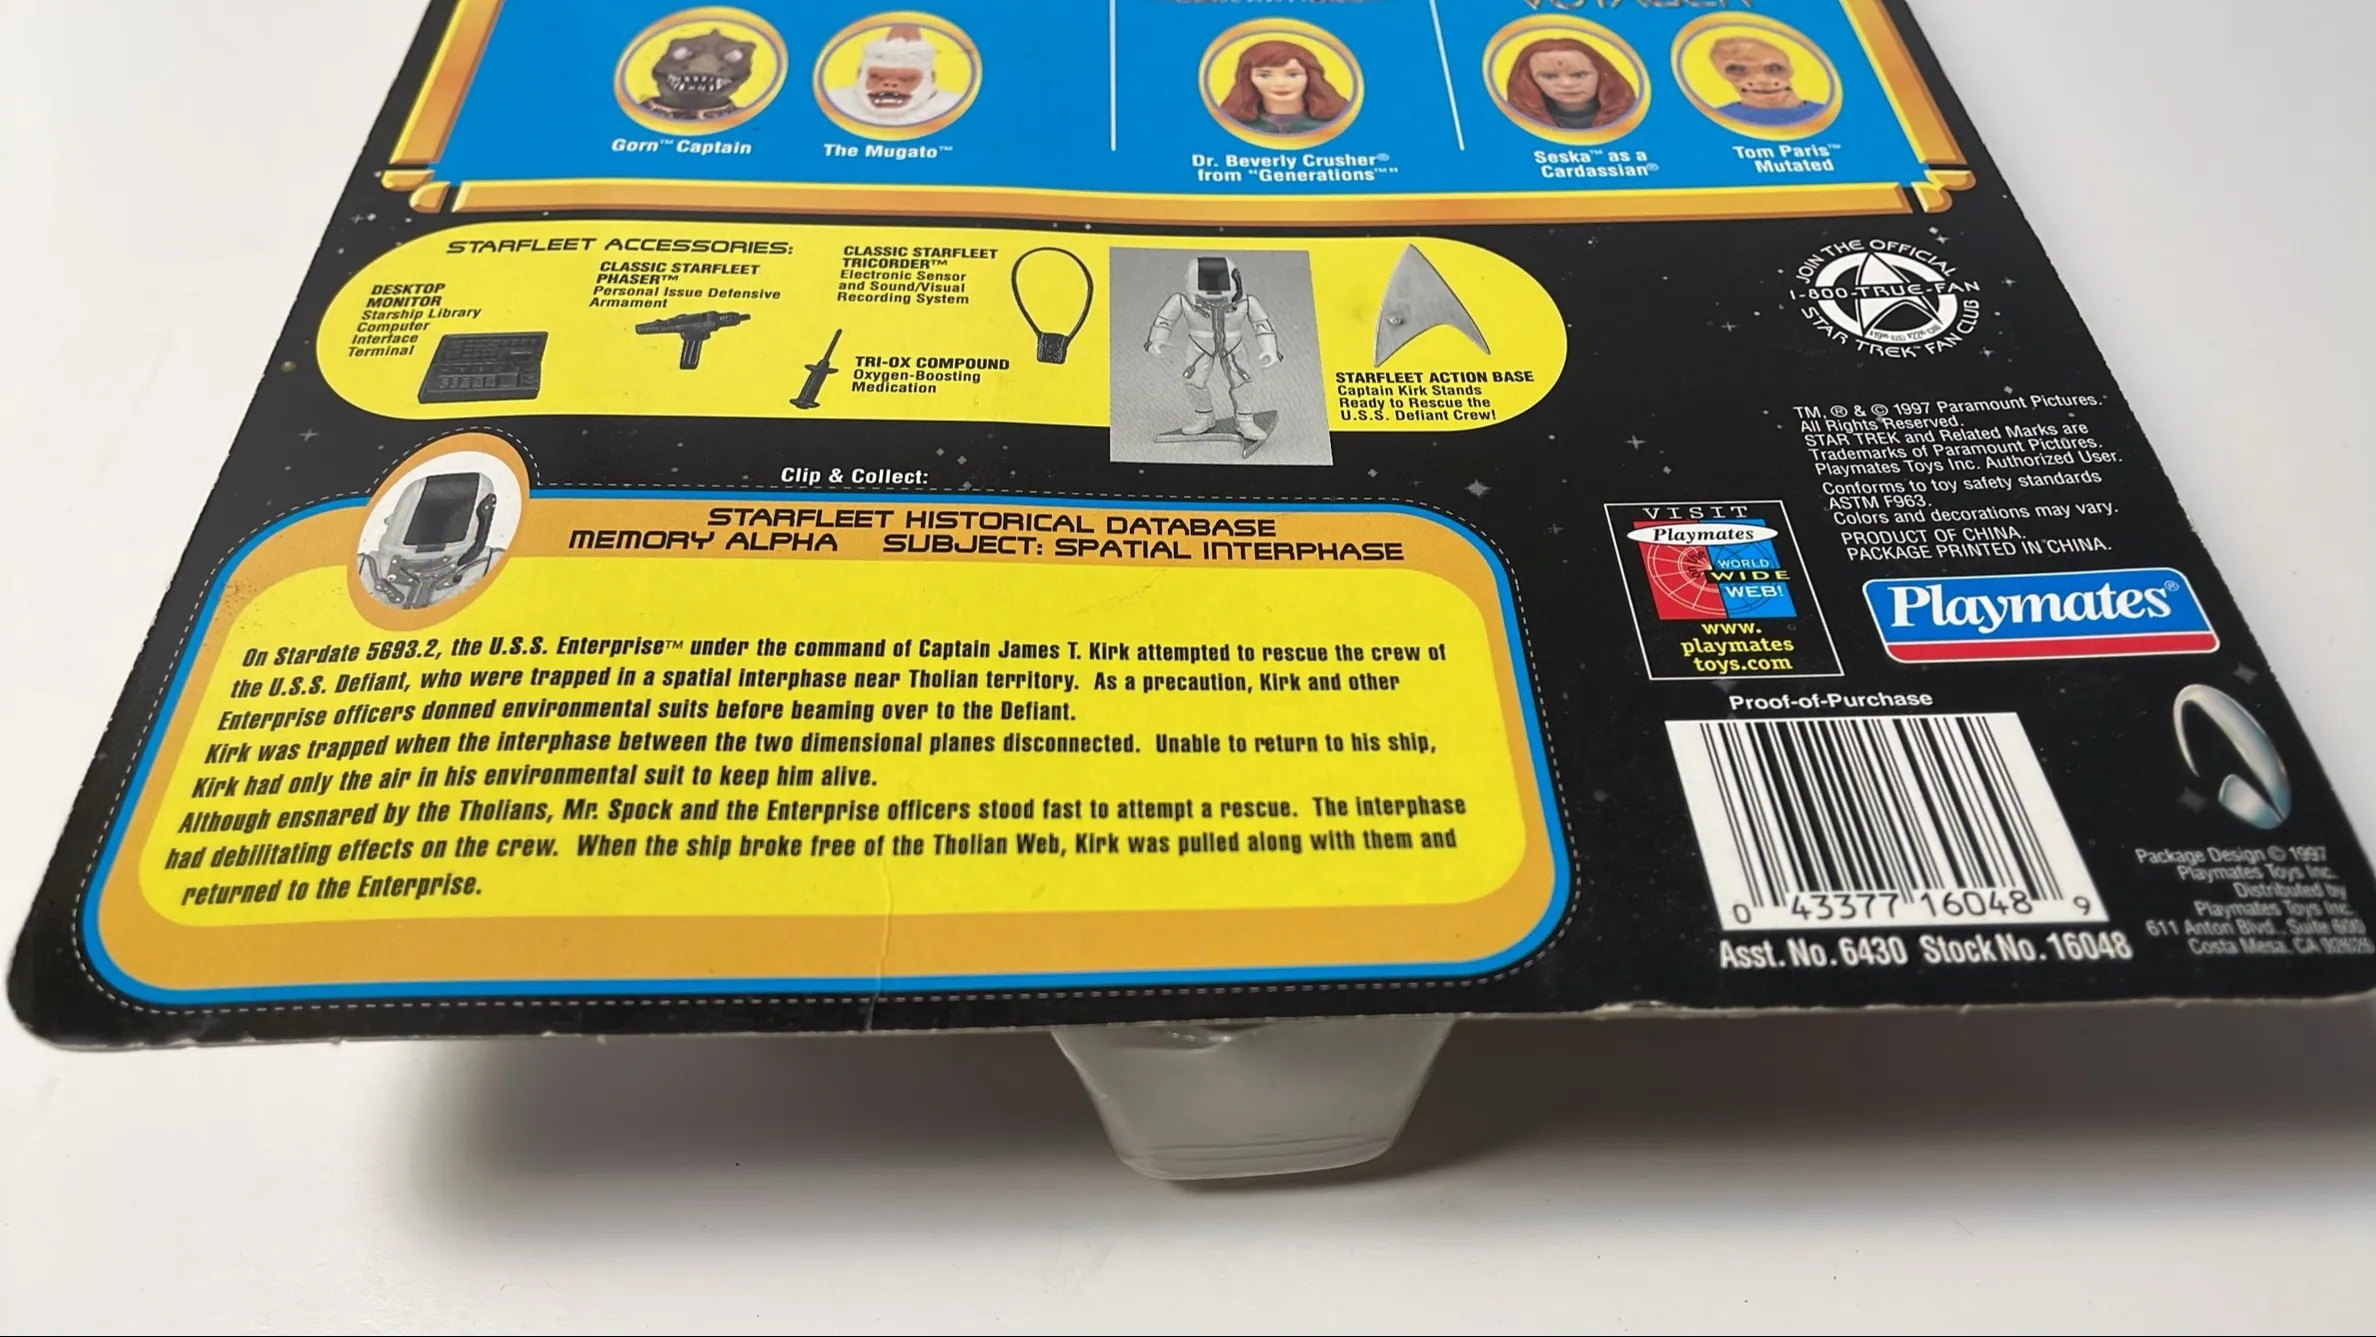 VOYAGER
Gorn™ Captain
The Mugato™
Dr. Beverly Crusher®
from "Generations™"
Seska™ as a
Cardassian®
Tom Paris™
Mutated
STARFLEET ACCESSORIES:
DESKTOP
MONITOR
Starship Library
Computer
Interface
Terminal
CLASSIC STARFLEET
PHASER™
Personal Issue Defensive
Armament
CLASSIC STARFLEET
TRICORDER™
Electronic Sensor
and Sound/Visual
Recording System
TRI-OX COMPOUND
Oxygen-Boosting
Medication
STARFLEET ACTION BASE
Captain Kirk Stands
Ready to Rescue the
U.S.S. Defiant Crew!
JOIN THE OFFICIAL
1-800-TRUE-FAN
STAR TREK™ FAN CLUB
TM, ® & © 1997 Paramount Pictures.
All Rights Reserved.
STAR TREK and Related Marks are
Trademarks of Paramount Pictures.
Playmates Toys Inc. Authorized User.
Conforms to toy safety standards
ASTM F963.
Colors and decorations may vary.
PRODUCT OF CHINA.
PACKAGE PRINTED IN CHINA.
Clip & Collect:
STARFLEET HISTORICAL DATABASE
MEMORY ALPHA SUBJECT: SPATIAL INTERPHASE
On Stardate 5693.2, the U.S.S. Enterprise™ under the command of Captain James T. Kirk attempted to rescue the crew of
the U.S.S. Defiant, who were trapped in a spatial interphase near Tholian territory. As a precaution, Kirk and other
Enterprise officers donned environmental suits before beaming over to the Defiant.
Kirk was trapped when the interphase between the two dimensional planes disconnected. Unable to return to his ship,
Kirk had only the air in his environmental suit to keep him alive.
Although ensnared by the Tholians, Mr. Spock and the Enterprise officers stood fast to attempt a rescue. The interphase
had debilitating effects on the crew. When the ship broke free of the Tholian Web, Kirk was pulled along with them and
returned to the Enterprise.
VISIT
Playmates
WORLD
WIDE
WEB!
www.
playmates
toys.com
Playmates®
Proof-of-Purchase
0 43377 16048 9
Asst. No. 6430 Stock No. 16048
Package Design © 1997
Playmates Toys Inc.
Distributed by
Playmates Toys Inc.
611 Anton Blvd., Suite 600
Costa Mesa, CA